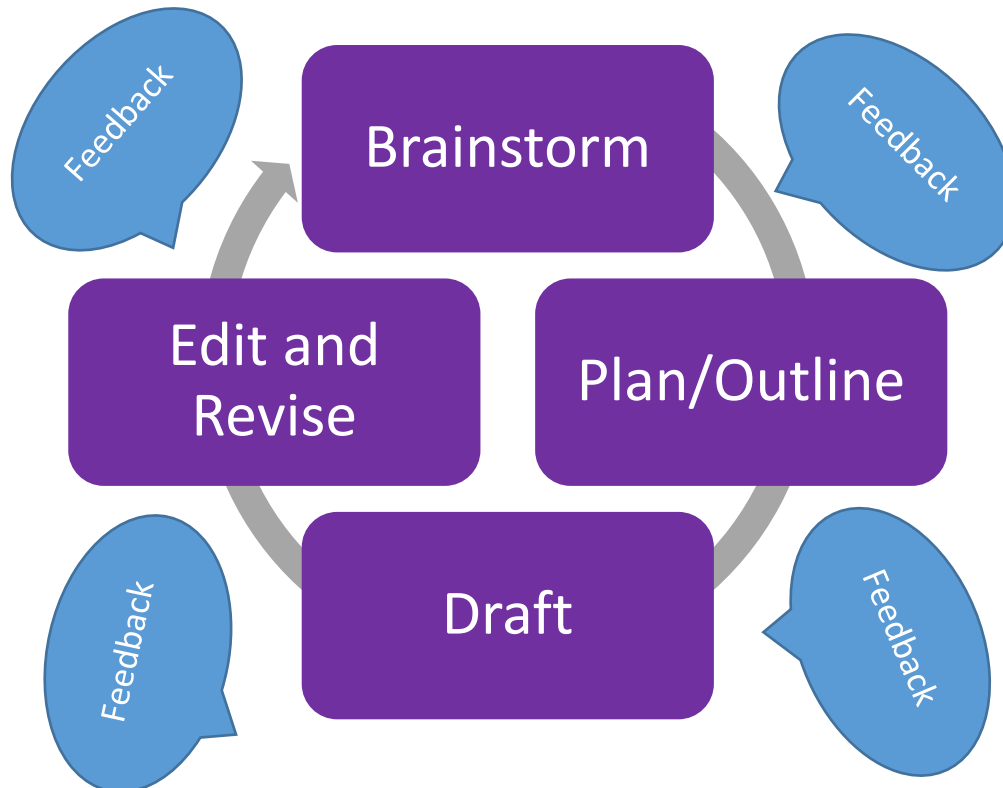 Feedback
Brainstorm
Feedback
Edit and
Revise
Plan/Outline
Feedback
Draft
Feedback